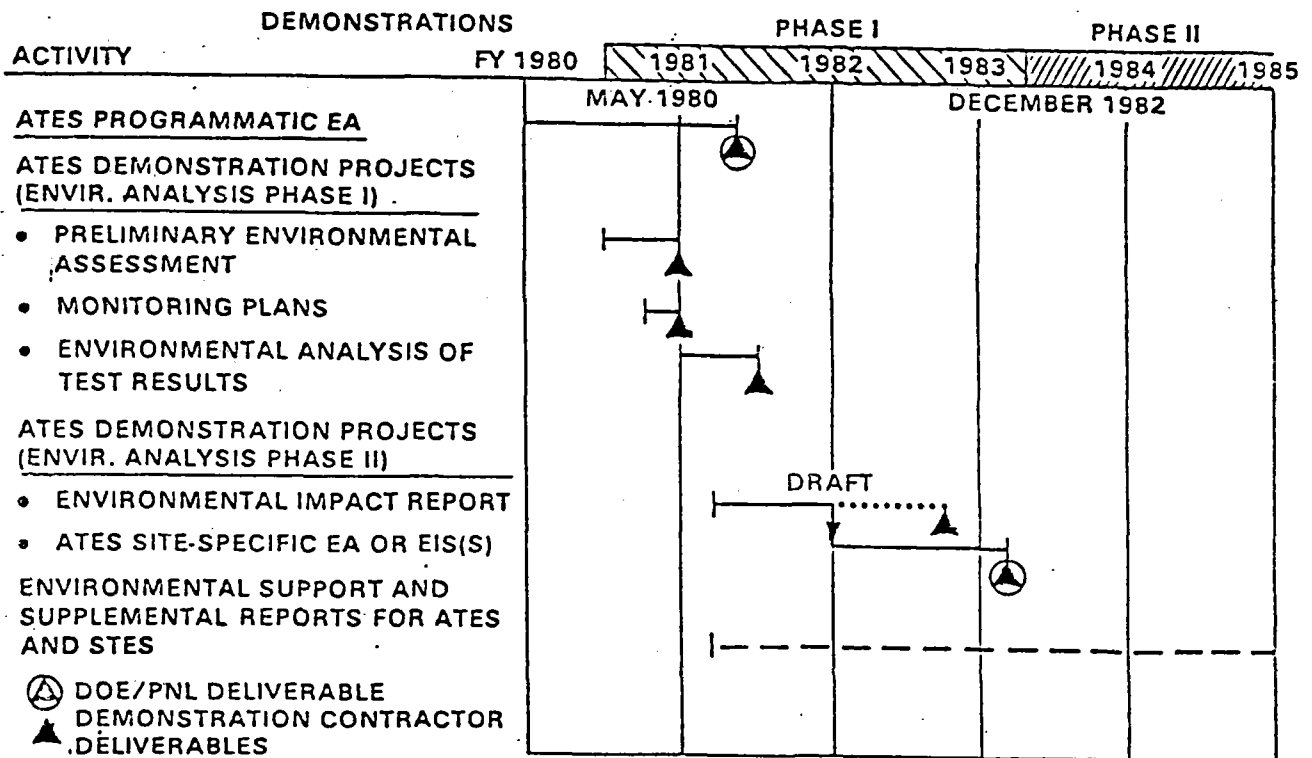 DEMONSTRATIONS
PHASE I
PHASE II
ACTIVITY
FY 1980
1981
1982
1983
1984
1985
MAY 1980
DECEMBER 1982
ATES PROGRAMMATIC EA
ATES DEMONSTRATION PROJECTS
(ENVIR. ANALYSIS PHASE I)
• PRELIMINARY ENVIRONMENTAL
ASSESSMENT
• MONITORING PLANS
• ENVIRONMENTAL ANALYSIS OF
TEST RESULTS
ATES DEMONSTRATION PROJECTS
(ENVIR. ANALYSIS PHASE II)
DRAFT
• ENVIRONMENTAL IMPACT REPORT
• ATES SITE-SPECIFIC EA OR EIS(S)
ENVIRONMENTAL SUPPORT AND
SUPPLEMENTAL REPORTS FOR ATES
AND STES
DOE/PNL DELIVERABLE
DEMONSTRATION CONTRACTOR
DELIVERABLES